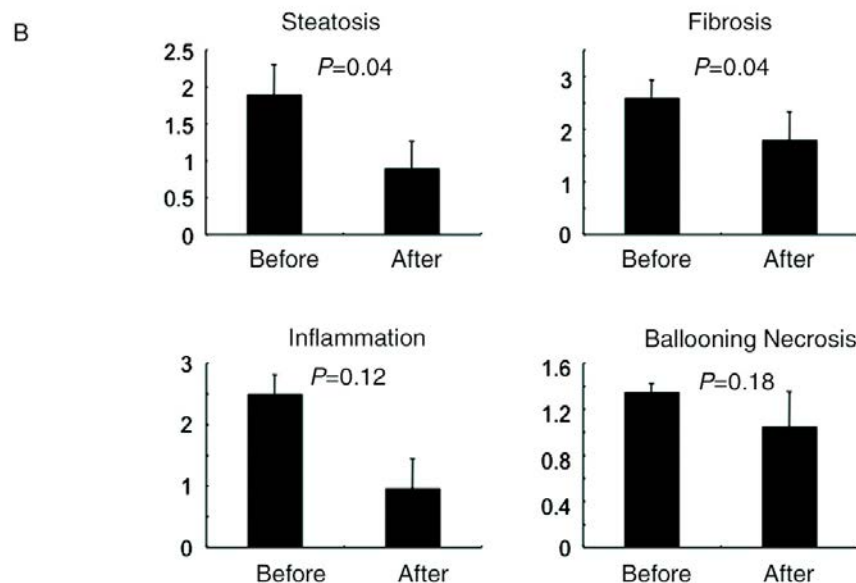 B
Steatosis
2.5
2
1.5
1
0.5
0
P=0.04
Before After
Fibrosis
3
2
1
0
P=0.04
Before After
Inflammation
3
2
1
0
P=0.12
Before After
Ballooning Necrosis
1.6
1.2
0.8
0.4
0
P=0.18
Before After